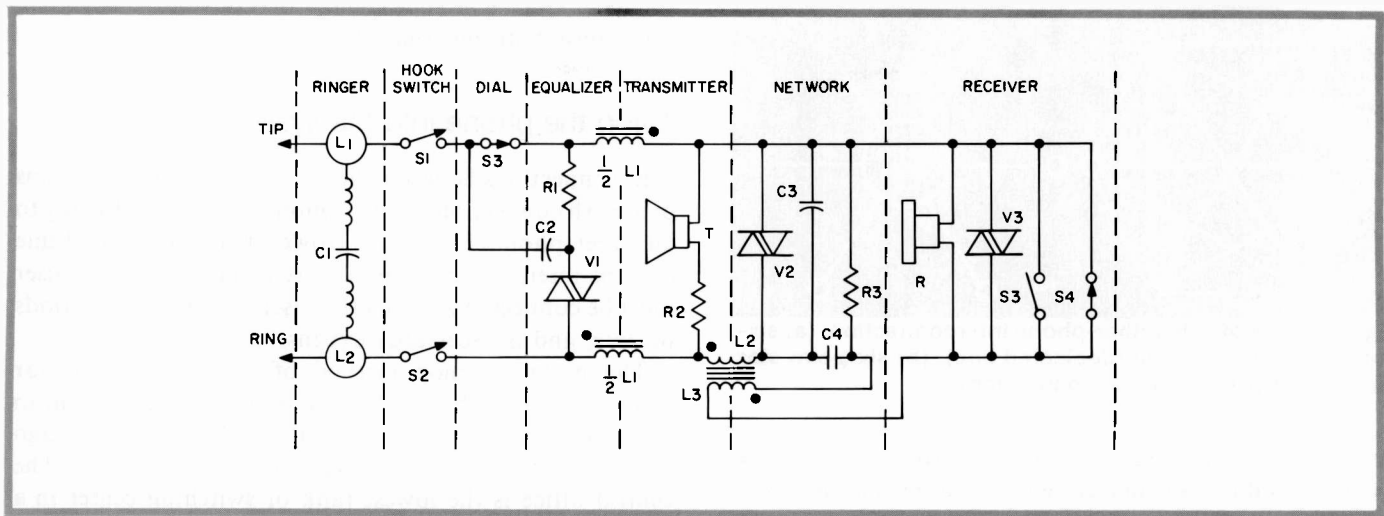 RINGER
HOOK
SWITCH
DIAL
EQUALIZER
TRANSMITTER
NETWORK
RECEIVER
TIP
L1
S1
S3
1/2 L1
R1
C2
V1
C1
T
R2
V2
C3
R3
R
V3
S3
S4
RING
L2
S2
1/2 L1
L2
L3
C4